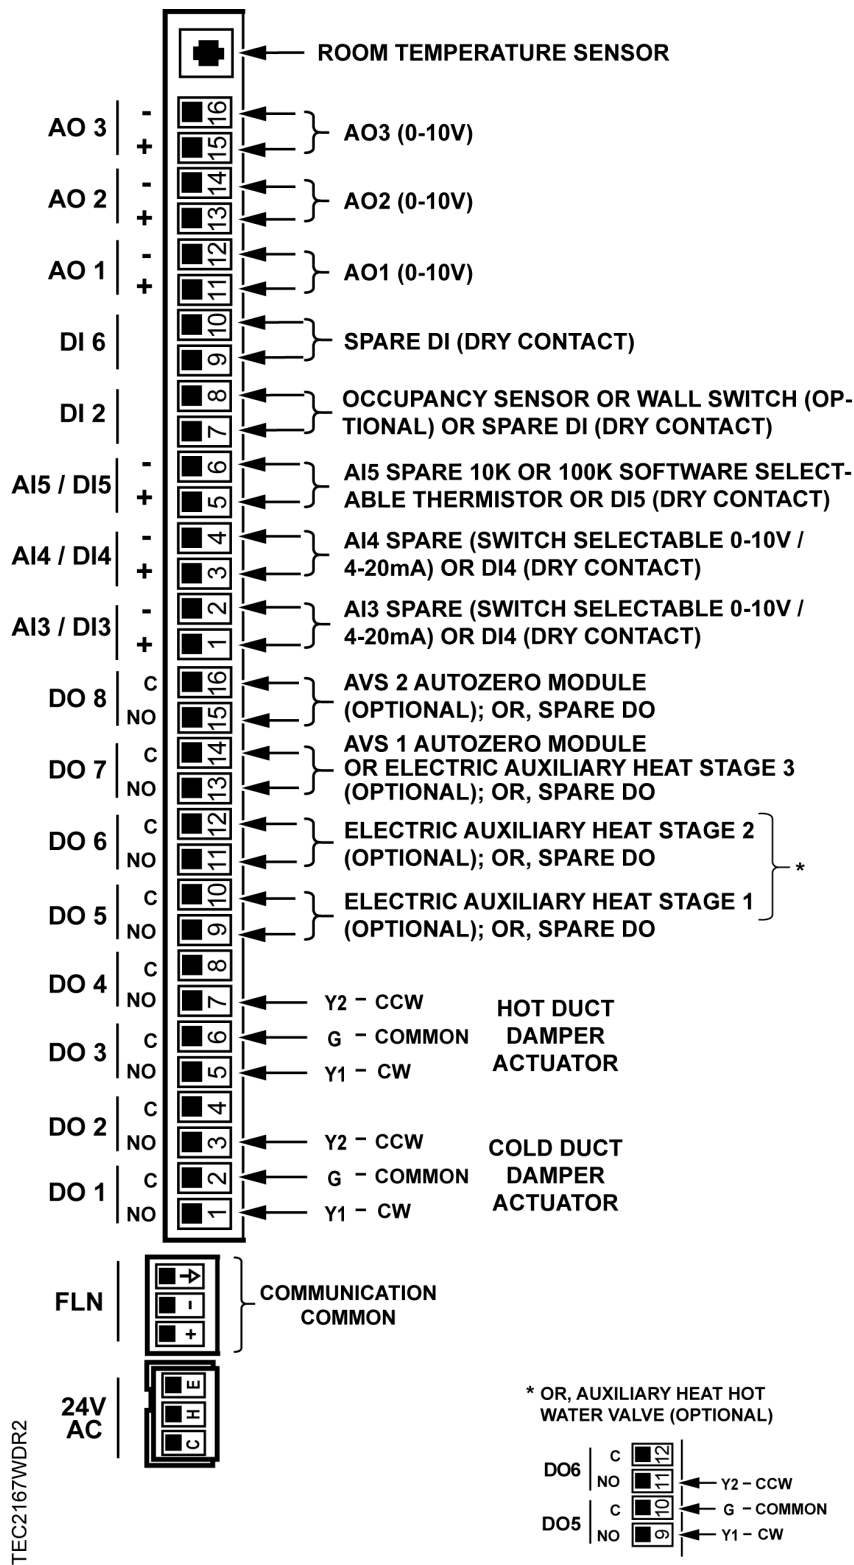 ROOM TEMPERATURE SENSOR
AO 3
-
+
16
15
AO3 (0-10V)
AO 2
-
+
14
13
AO2 (0-10V)
AO 1
-
+
12
11
AO1 (0-10V)
DI 6
10
9
SPARE DI (DRY CONTACT)
DI 2
8
7
OCCUPANCY SENSOR OR WALL SWITCH (OP-
TIONAL) OR SPARE DI (DRY CONTACT)
AI5 / DI5
-
+
6
5
AI5 SPARE 10K OR 100K SOFTWARE SELECT-
ABLE THERMISTOR OR DI5 (DRY CONTACT)
AI4 / DI4
-
+
4
3
AI4 SPARE (SWITCH SELECTABLE 0-10V /
4-20mA) OR DI4 (DRY CONTACT)
AI3 / DI3
-
+
2
1
AI3 SPARE (SWITCH SELECTABLE 0-10V /
4-20mA) OR DI4 (DRY CONTACT)
DO 8
C
NO
16
15
AVS 2 AUTOZERO MODULE
(OPTIONAL); OR, SPARE DO
DO 7
C
NO
14
13
AVS 1 AUTOZERO MODULE
OR ELECTRIC AUXILIARY HEAT STAGE 3
(OPTIONAL); OR, SPARE DO
DO 6
C
NO
12
11
ELECTRIC AUXILIARY HEAT STAGE 2
(OPTIONAL); OR, SPARE DO
*
DO 5
C
NO
10
9
ELECTRIC AUXILIARY HEAT STAGE 1
(OPTIONAL); OR, SPARE DO
DO 4
C
NO
8
7
Y2 - CCW
DO 3
C
NO
6
5
G - COMMON
Y1 - CW
HOT DUCT
DAMPER
ACTUATOR
DO 2
C
NO
4
3
Y2 - CCW
DO 1
C
NO
2
1
G - COMMON
Y1 - CW
COLD DUCT
DAMPER
ACTUATOR
FLN
-
+
COMMUNICATION
COMMON
24V
AC
E
H
C
* OR, AUXILIARY HEAT HOT
WATER VALVE (OPTIONAL)
DO6
C
NO
12
11
Y2 - CCW
DO5
C
NO
10
9
G - COMMON
Y1 - CW
TEC2167WDR2